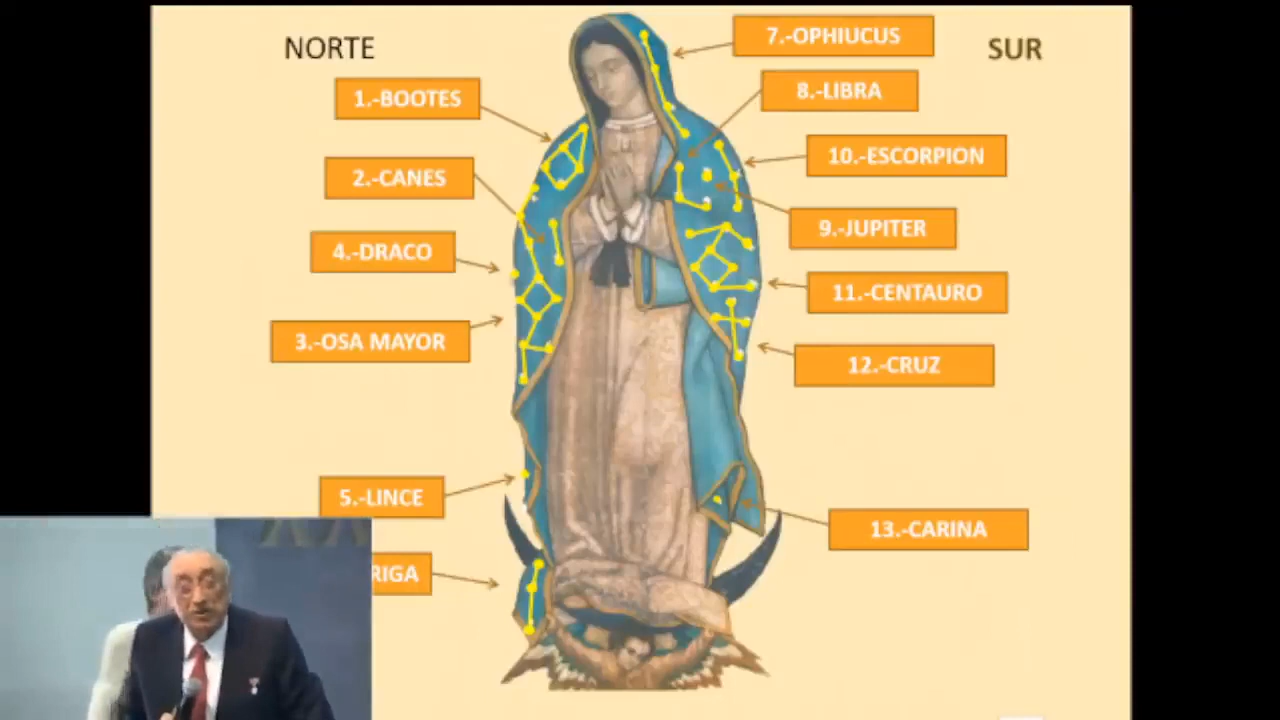 NORTE
SUR
1.-BOOTES
2.-CANES
4.-DRACO
3.-OSA MAYOR
5.-LINCE
RIGA
7.-OPHIUCUS
8.-LIBRA
10.-ESCORPION
9.-JUPITER
11.-CENTAURO
12.-CRUZ
13.-CARINA